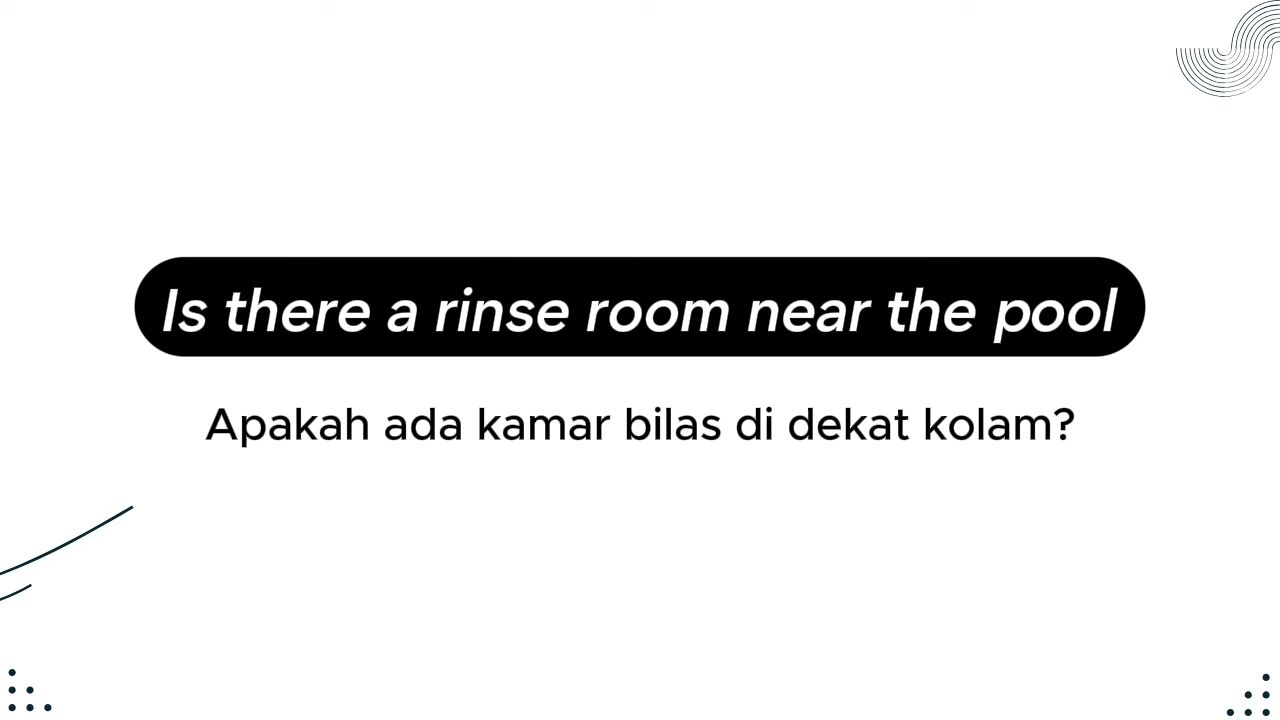 Is there a rinse room near the pool
Apakah ada kamar bilas di dekat kolam?